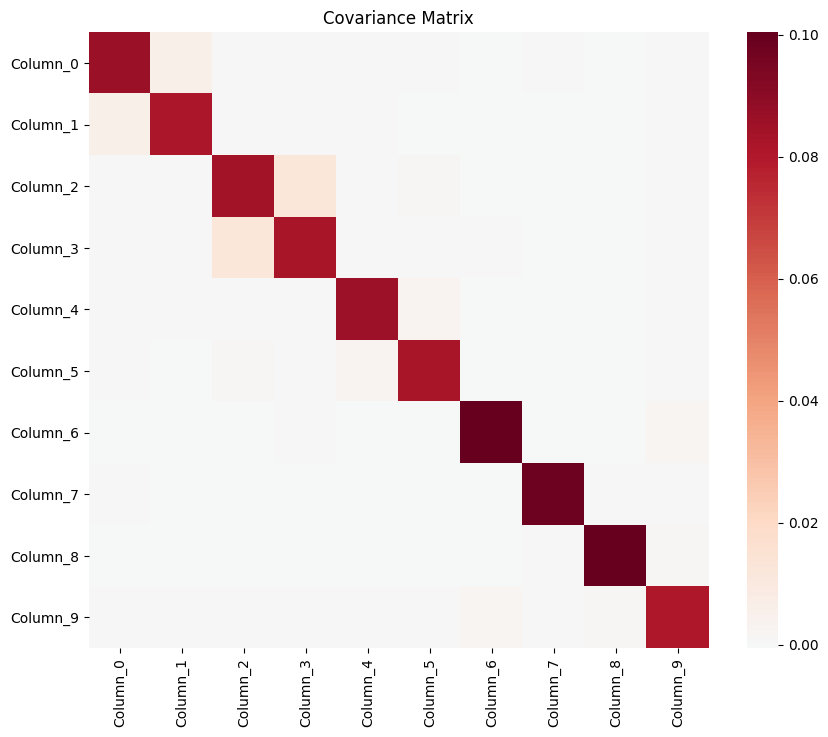 Covariance Matrix
Column_0
Column_1
Column_2
Column_3
Column_4
Column_5
Column_6
Column_7
Column_8
Column_9
Column_0
Column_1
Column_2
Column_3
Column_4
Column_5
Column_6
Column_7
Column_8
Column_9
0.10
0.08
0.06
0.04
0.02
0.00